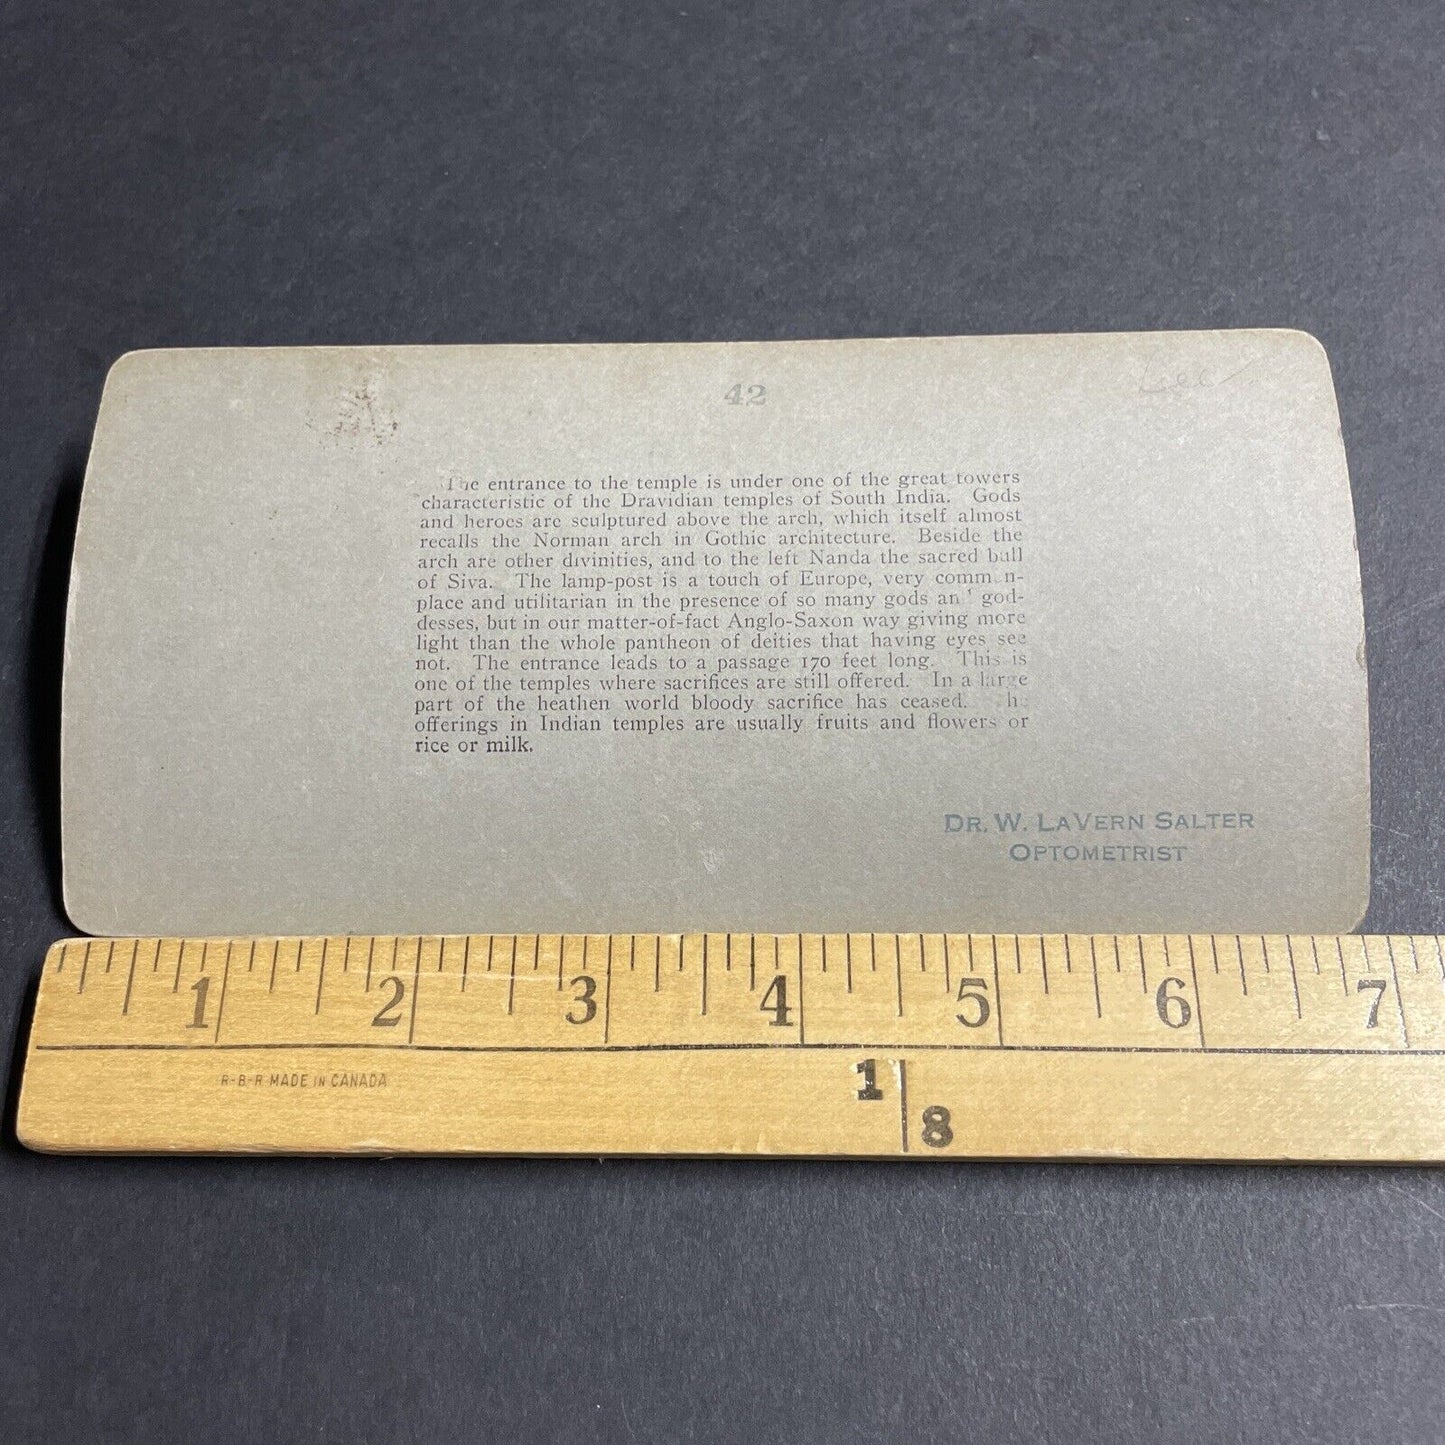 42
The entrance to the temple is under one of the great towers
characteristic of the Dravidian temples of South India. Gods
and heroes are sculptured above the arch, which itself almost
recalls the Norman arch in Gothic architecture. Beside the
arch are other divinities, and to the left Nanda the sacred bull
of Siva. The lamp-post is a touch of Europe, very comm n-
place and utilitarian in the presence of so many gods an' god-
desses, but in our matter-of-fact Anglo-Saxon way giving more
light than the whole pantheon of deities that having eyes see
not. The entrance leads to a passage 170 feet long. This is
one of the temples where sacrifices are still offered. In a large
part of the heathen world bloody sacrifice has ceased. he
offerings in Indian temples are usually fruits and flowers or
rice or milk.
DR. W. LAVERN SALTER
OPTOMETRIST
1 2 3 4 5 6 7
R-B-R MADE IN CANADA
1
8